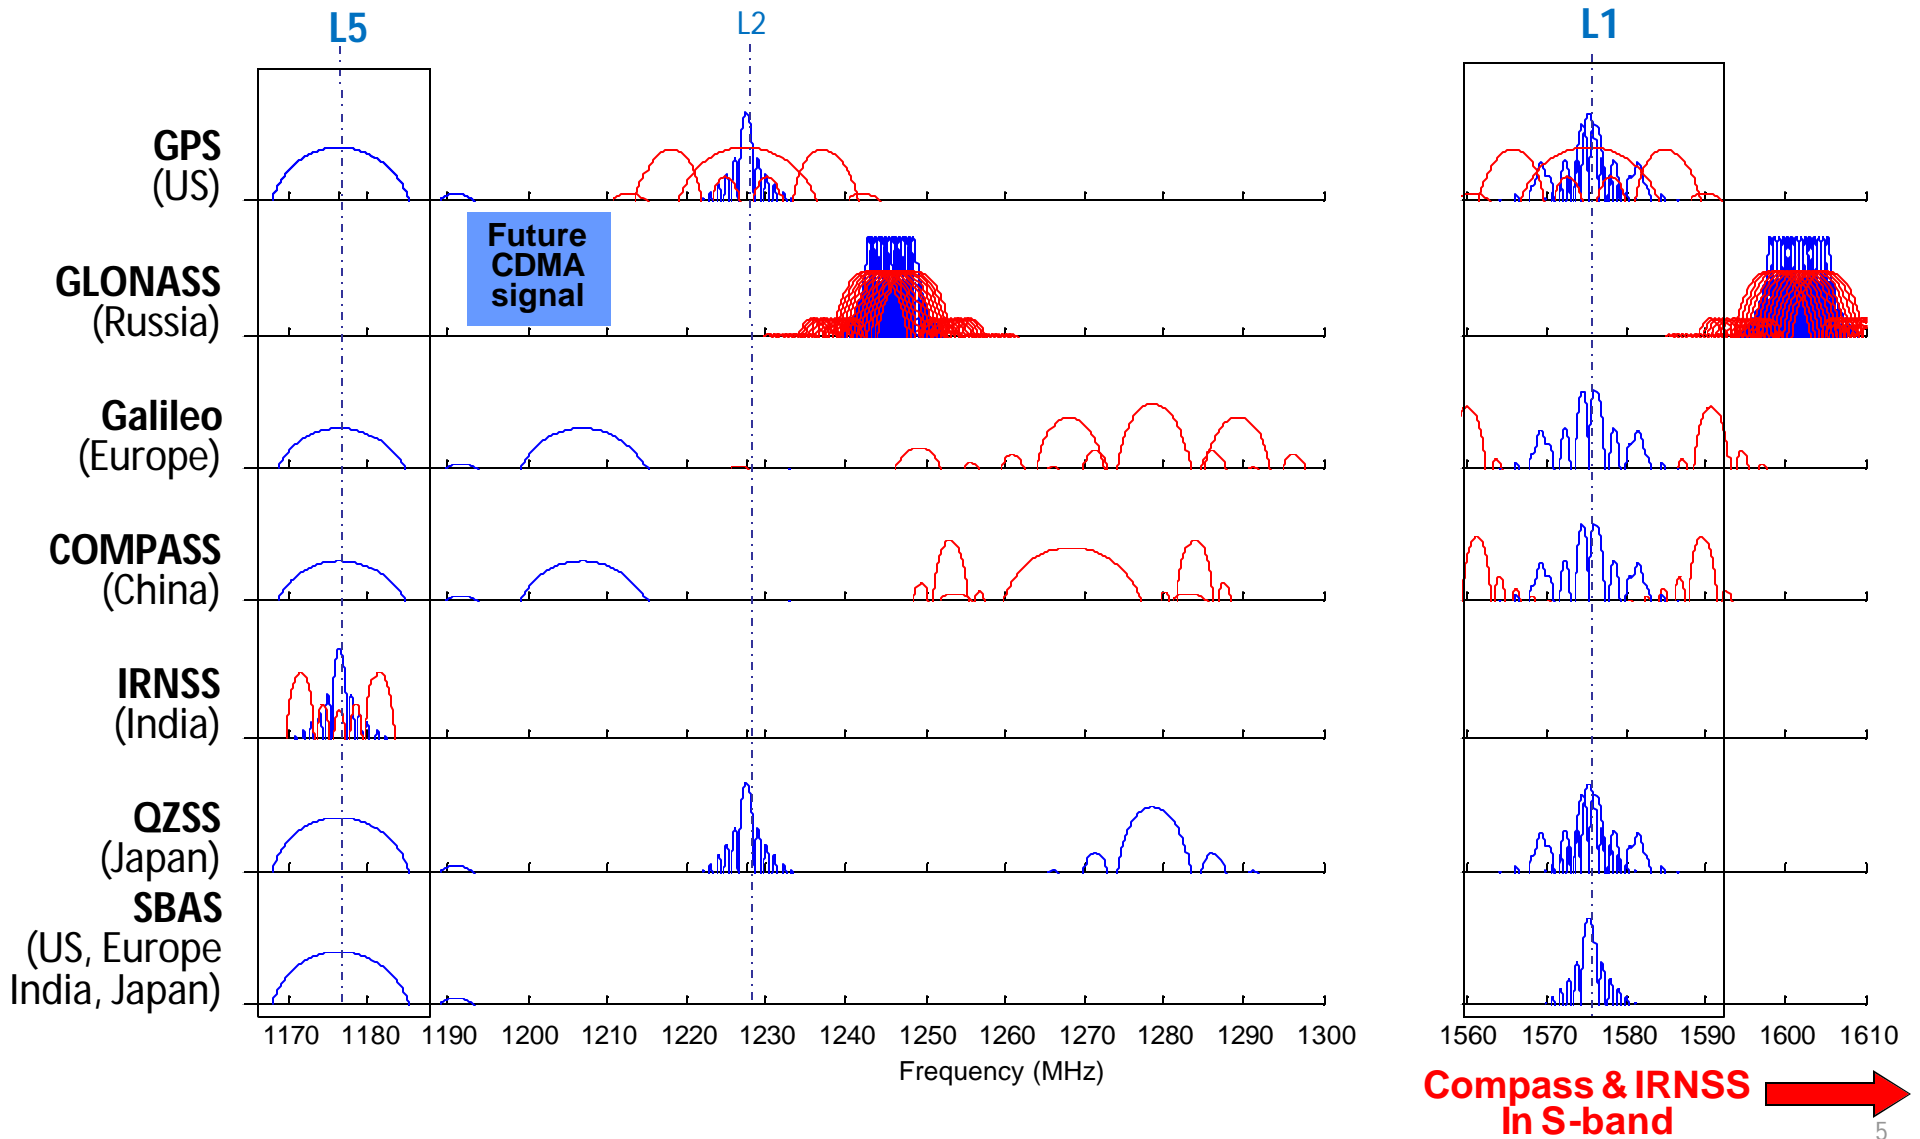 L5
L2
L1
GPS
(US)
Future
CDMA
signal
GLONASS
(Russia)
Galileo
(Europe)
COMPASS
(China)
IRNSS
(India)
QZSS
(Japan)
SBAS
(US, Europe
India, Japan)
1170 1180 1190 1200 1210 1220 1230 1240 1250 1260 1270 1280 1290 1300
1560 1570 1580 1590 1600 1610
Frequency (MHz)
Compass & IRNSS
In S-band
5